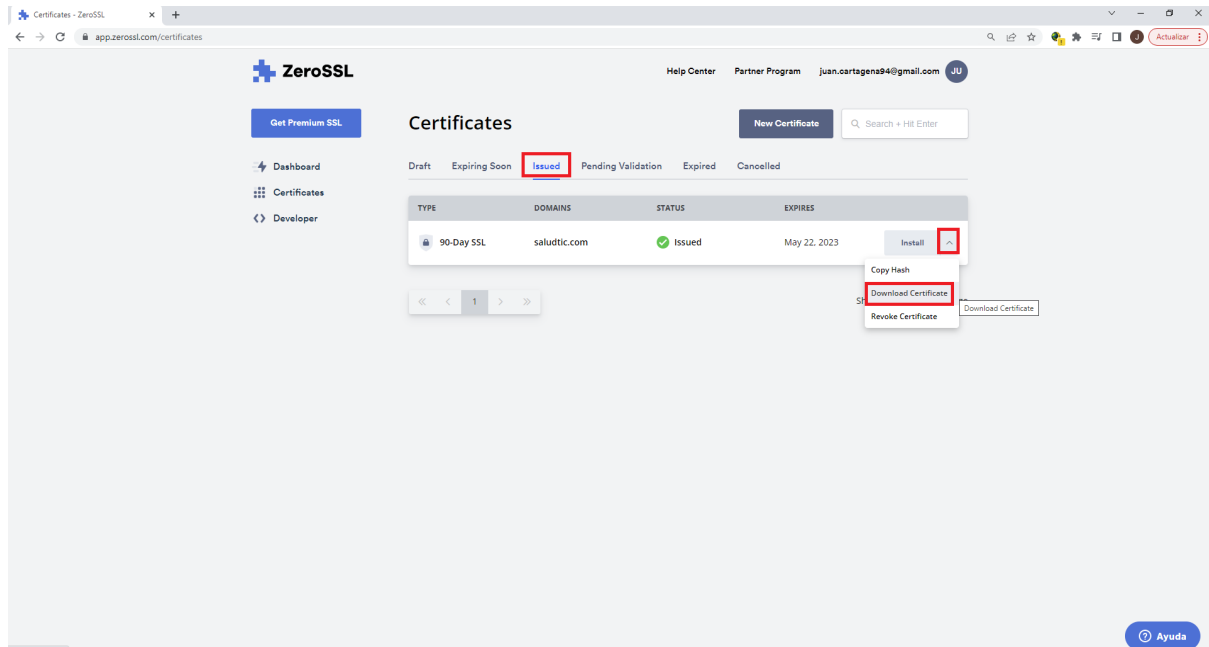 Certificates - ZeroSSL
app.zerossl.com/certificates
J
Actualizar
ZeroSSL
Help Center Partner Program juan.cartagena94@gmail.com JU
Get Premium SSL
Certificates
New Certificate
Search + Hit Enter
Dashboard
Certificates
Developer
Draft Expiring Soon Issued Pending Validation Expired Cancelled
TYPE DOMAINS STATUS EXPIRES
90-Day SSL saludtic.com Issued May 22, 2023 Install
Copy Hash
Download Certificate
Revoke Certificate
Download Certificate
« < 1 > »
Ayuda